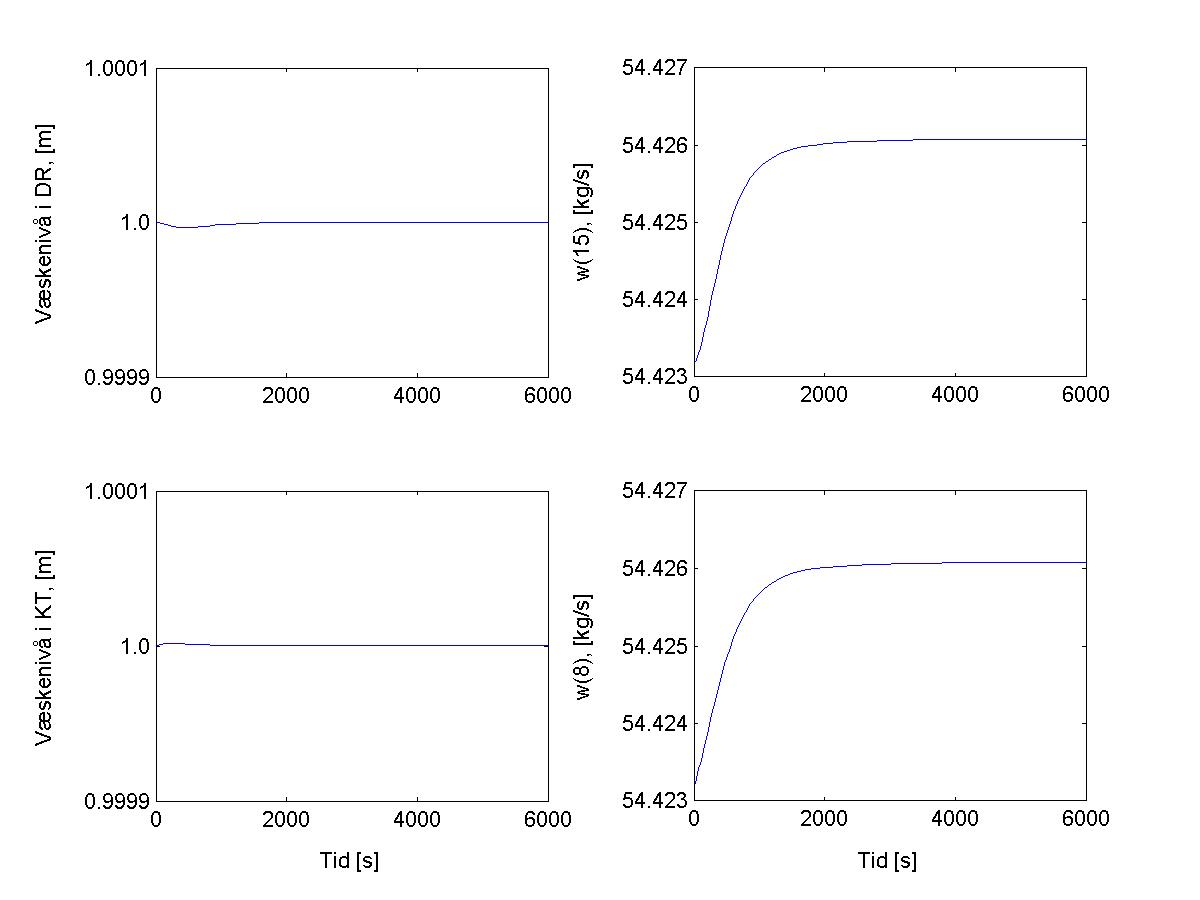 1.0001
1.0
0.9999
0 2000 4000 6000
Væskenivå i DR, [m]
54.427
54.426
54.425
54.424
54.423
0 2000 4000 6000
w(15), [kg/s]
1.0001
1.0
0.9999
0 2000 4000 6000
Væskenivå i KT, [m]
Tid [s]
54.427
54.426
54.425
54.424
54.423
0 2000 4000 6000
w(8), [kg/s]
Tid [s]